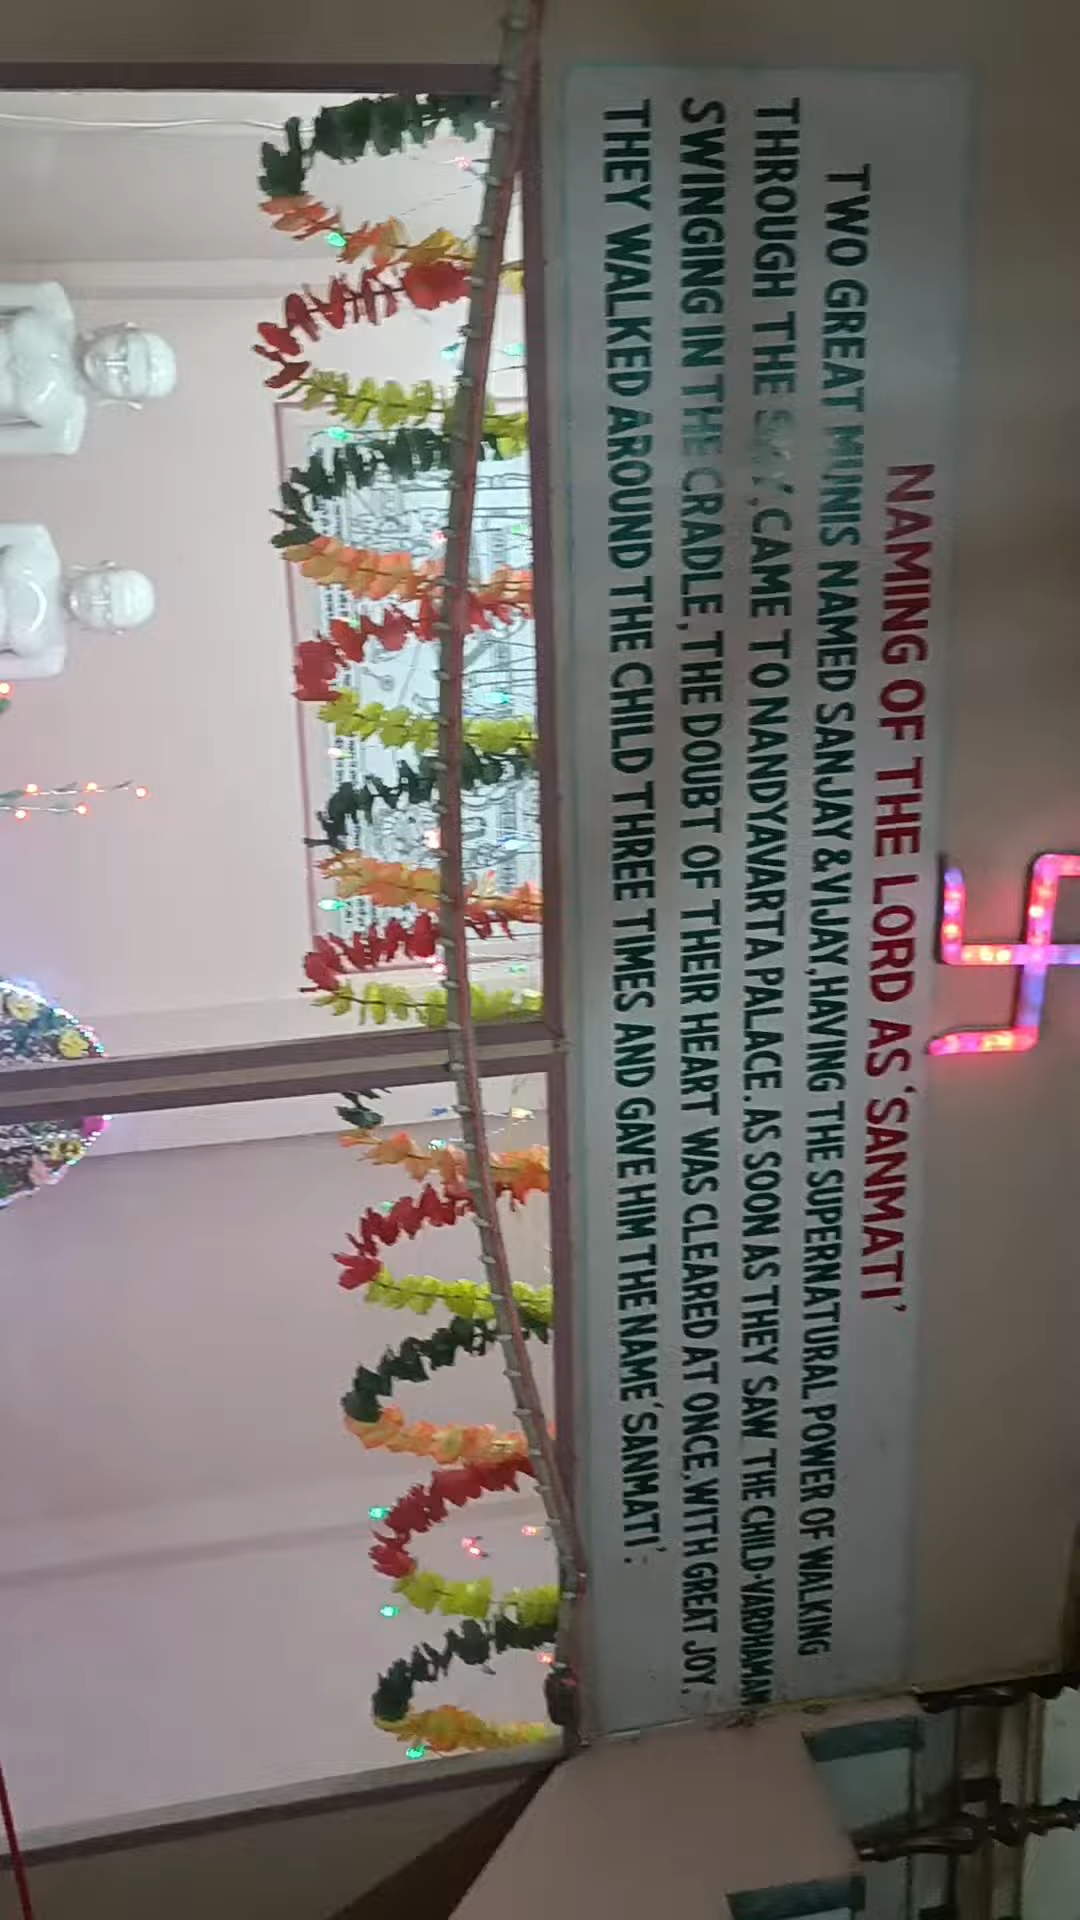 NAMING OF THE LORD AS 'SANMATI'
TWO GREAT MUNIS NAMED SANJAY & VIJAY, HAVING THE SUPERNATURAL POWER OF WALKING
THROUGH THE SKY, CAME TO NANDYAVARTA PALACE. AS SOON AS THEY SAW THE CHILD-VARDHAMAN
SWINGING IN THE CRADLE, THE DOUBT OF THEIR HEART WAS CLEARED AT ONCE, WITH GREAT JOY,
THEY WALKED AROUND THE CHILD THREE TIMES AND GAVE HIM THE NAME 'SANMATI'.